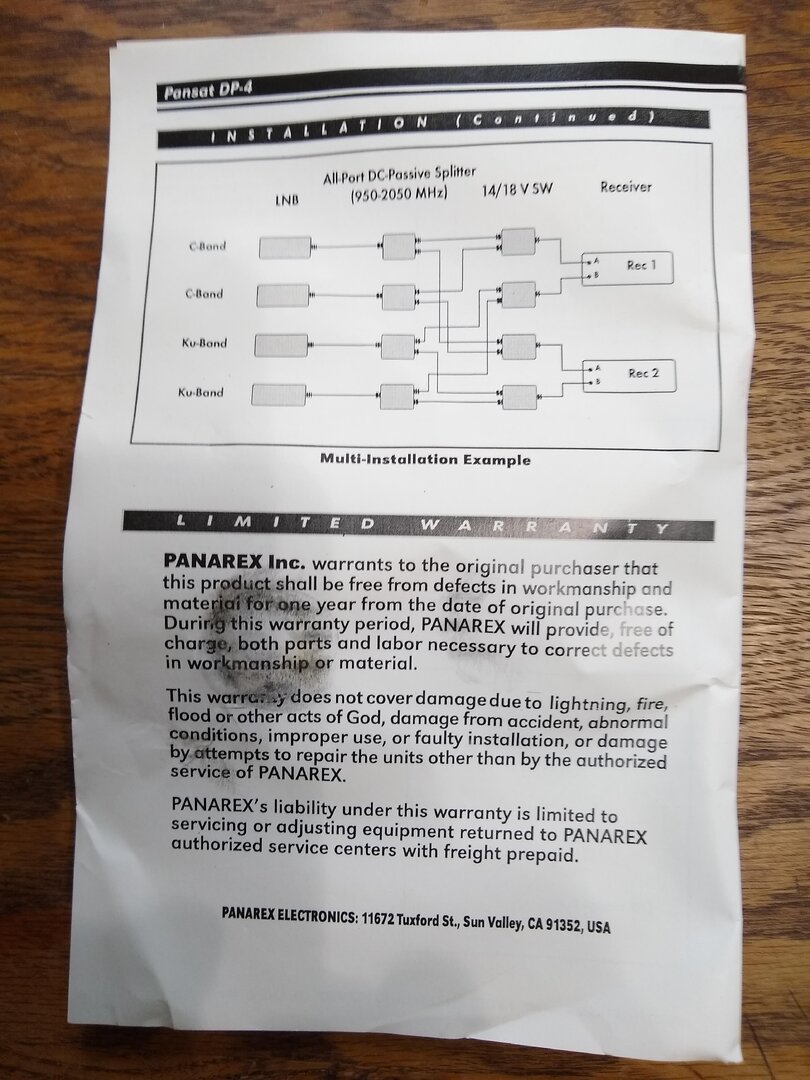 Pansat DP-4
INSTALLATION (Continued)
All-Port DC-Passive Splitter
LNB (950-2050 MHz) 14/18 V SW Receiver
C-Band
A Rec 1
B
C-Band
Ku-Band
A Rec 2
B
Ku-Band
Multi-Installation Example
LIMITED WARRANTY
PANAREX Inc. warrants to the original purchaser that
this product shall be free from defects in workmanship and
material for one year from the date of original purchase.
During this warranty period, PANAREX will provide, free of
charge, both parts and labor necessary to correct defects
in workmanship or material.
This warranty does not cover damage due to lightning, fire,
flood or other acts of God, damage from accident, abnormal
conditions, improper use, or faulty installation, or damage
by attempts to repair the units other than by the authorized
service of PANAREX.
PANAREX's liability under this warranty is limited to
servicing or adjusting equipment returned to PANAREX
authorized service centers with freight prepaid.
PANAREX ELECTRONICS: 11672 Tuxford St., Sun Valley, CA 91352, USA